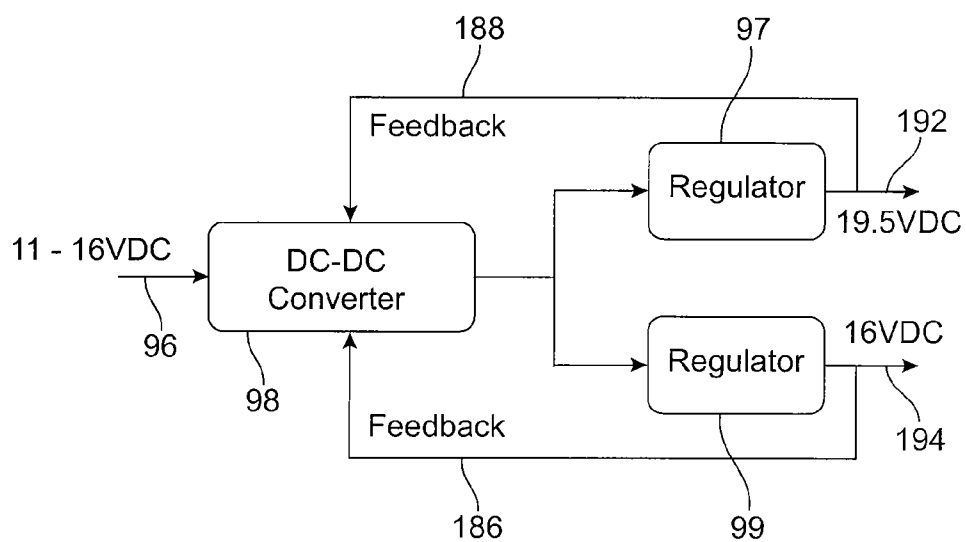 188
97
Feedback
192
Regulator
19.5VDC
11 - 16VDC
DC-DC
Converter
96
16VDC
Regulator
98
Feedback
194
186
99